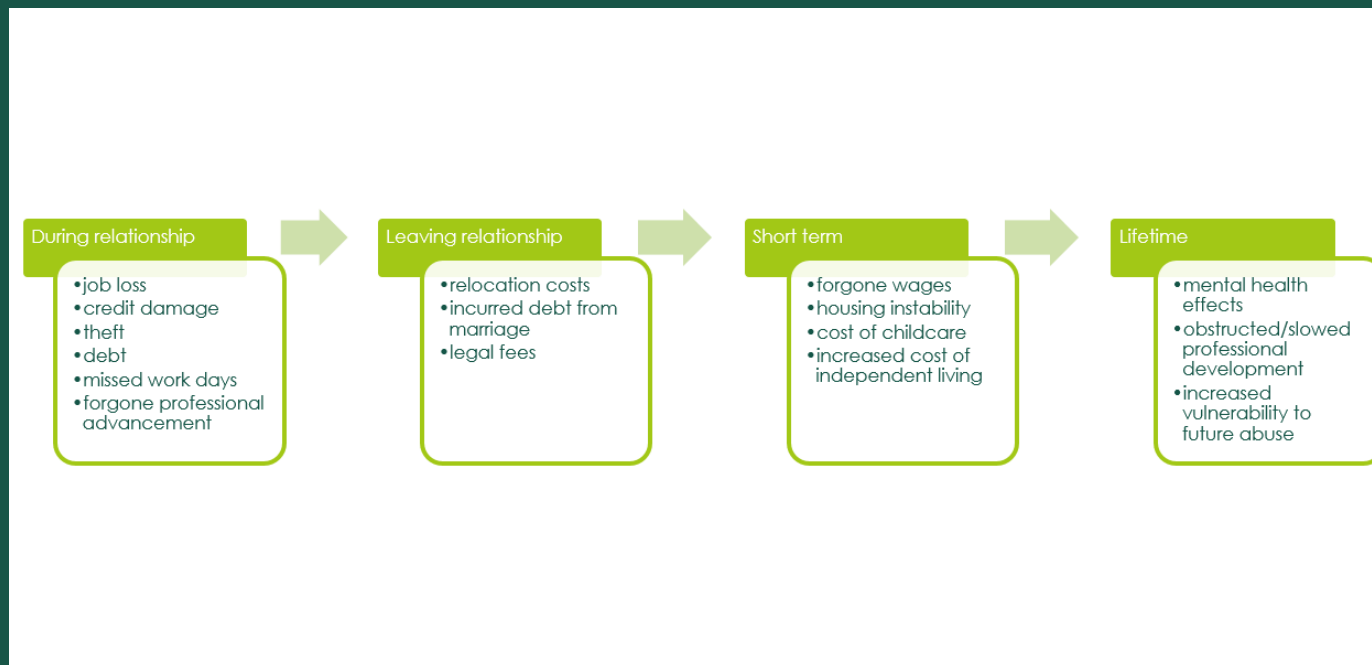 During relationship
•job loss
•credit damage
•theft
•debt
•missed work days
•forgone professional
advancement
Leaving relationship
•relocation costs
•incurred debt from
marriage
•legal fees
Short term
•forgone wages
•housing instability
•cost of childcare
•increased cost of
independent living
Lifetime
•mental health
effects
•obstructed/slowed
professional
development
•increased
vulnerability to
future abuse